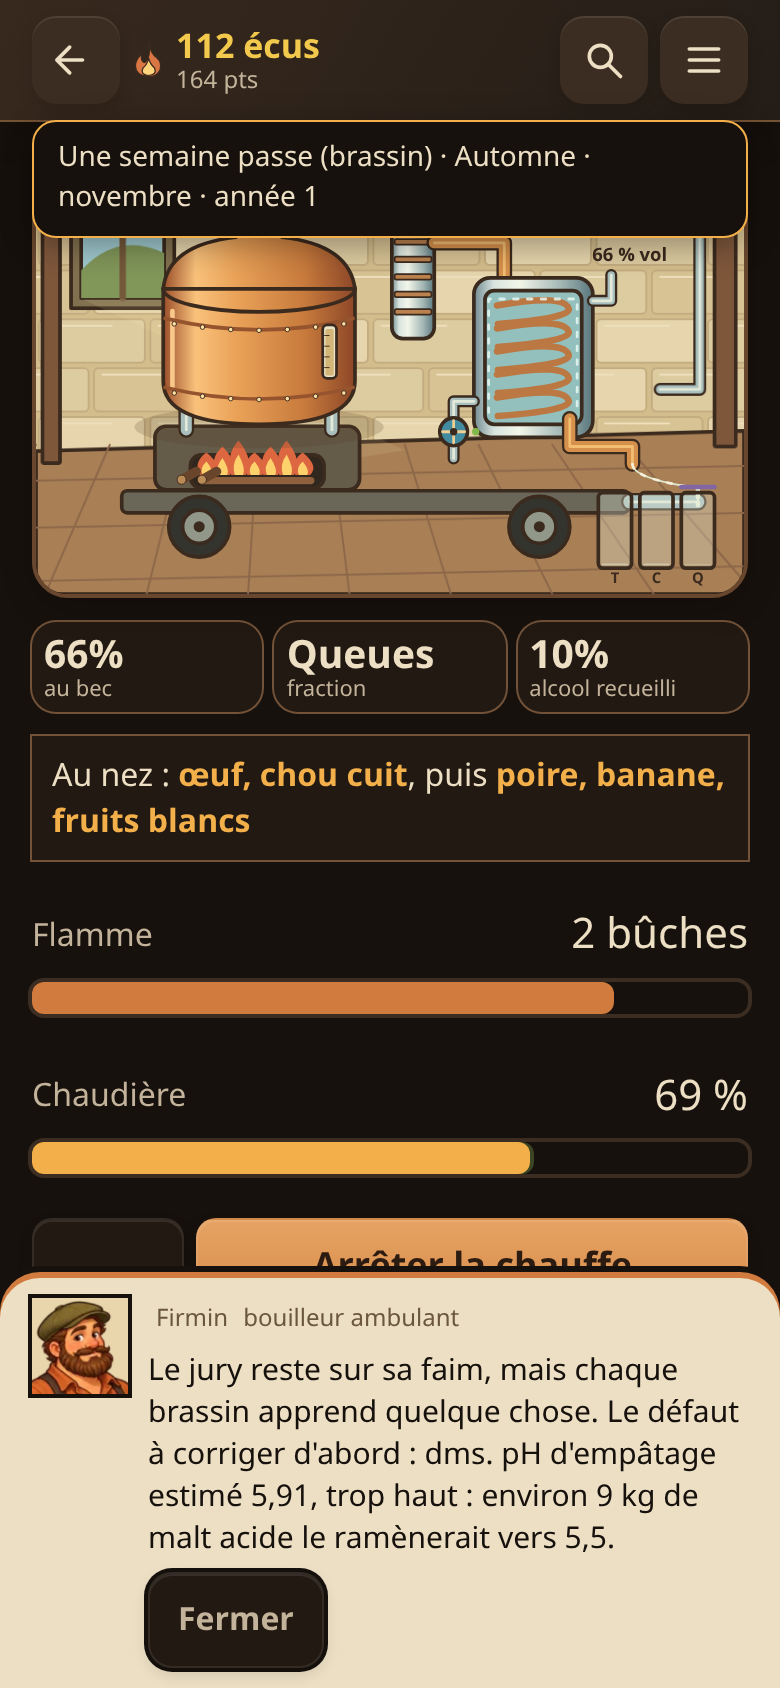 112 écus
164 pts
Une semaine passe (brassin) · Automne ·
novembre · année 1
66 % vol
T C Q
66%
au bec
Queues
fraction
10%
alcool recueilli
Au nez : œuf, chou cuit, puis poire, banane,
fruits blancs
Flamme
2 bûches
Chaudière
69 %
Arrêter la chauffe
Firmin bouilleur ambulant
Le jury reste sur sa faim, mais chaque
brassin apprend quelque chose. Le défaut
à corriger d'abord : dms. pH d'empâtage
estimé 5,91, trop haut : environ 9 kg de
malt acide le ramènerait vers 5,5.
Fermer